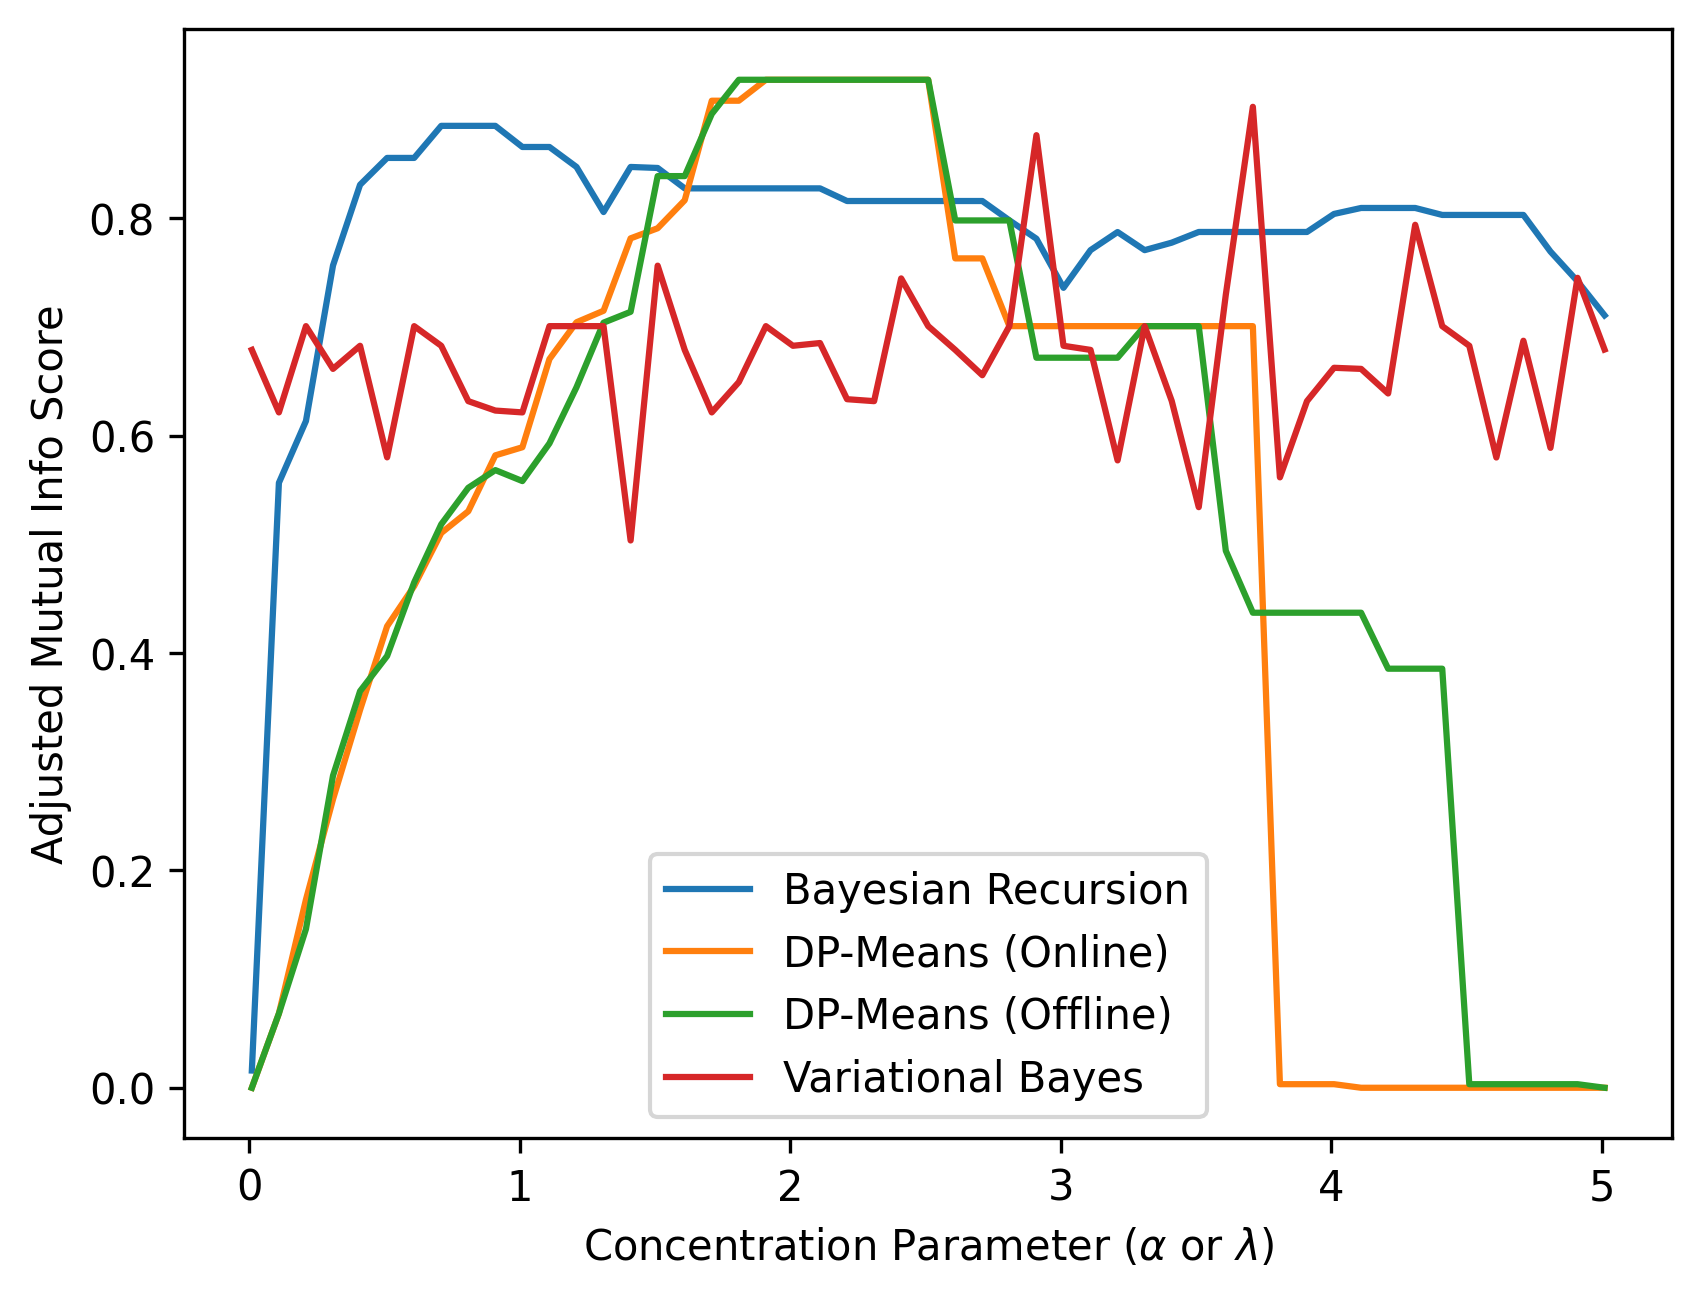 Adjusted Mutual Info Score
0.8
0.6
0.4
0.2
0.0
Bayesian Recursion
DP-Means (Online)
DP-Means (Offline)
Variational Bayes
0 1 2 3 4 5
Concentration Parameter (α or λ)